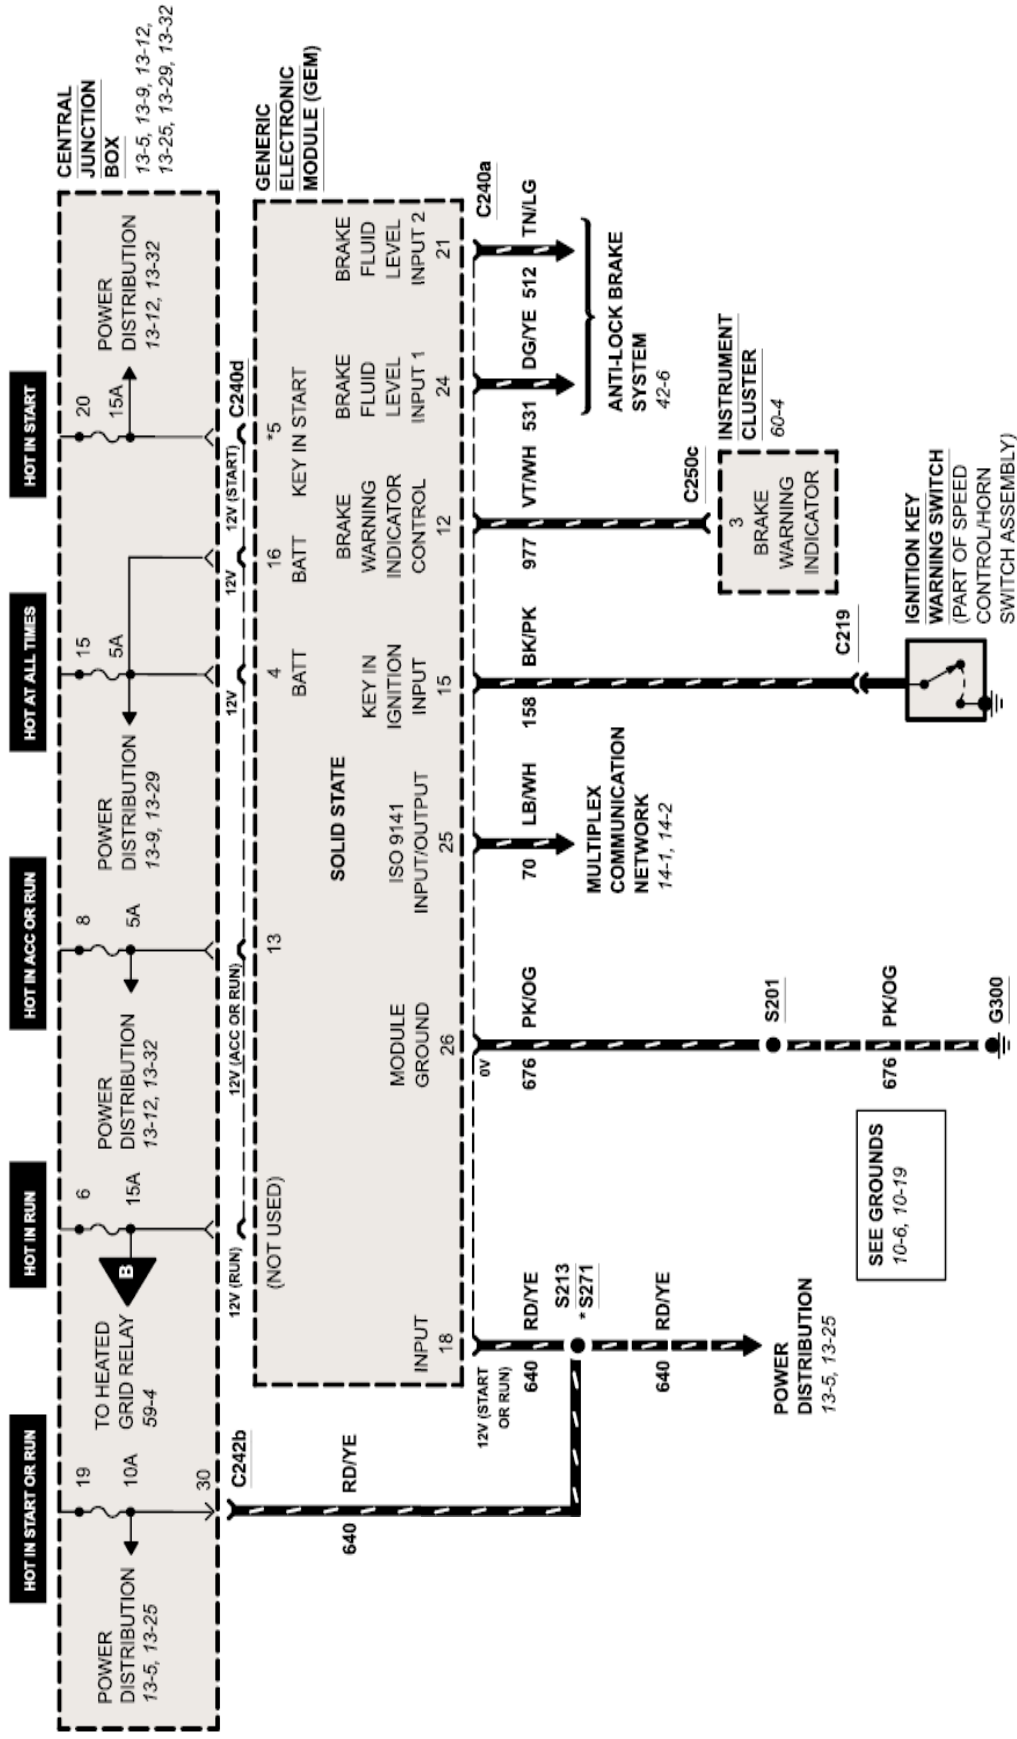 HOT IN START OR RUN
HOT IN RUN
HOT IN ACC OR RUN
HOT AT ALL TIMES
HOT IN START
CENTRAL
JUNCTION
BOX
13-5, 13-9, 13-12,
13-25, 13-29, 13-32
19
10A
POWER
DISTRIBUTION
13-5, 13-25
30
C242b
6
15A
B
TO HEATED
GRID RELAY
59-4
8
5A
POWER
DISTRIBUTION
13-12, 13-32
15
5A
POWER
DISTRIBUTION
13-9, 13-29
20
15A
POWER
DISTRIBUTION
13-12, 13-32
12V (RUN)
12V (ACC OR RUN)
12V
12V
12V (START)
C240d
GENERIC
ELECTRONIC
MODULE (GEM)
(NOT USED)
13
4
BATT
16
BATT
*5
KEY IN START
SOLID STATE
INPUT
18
MODULE
GROUND
26
ISO 9141
INPUT/OUTPUT
25
KEY IN
IGNITION
INPUT
15
BRAKE
WARNING
INDICATOR
CONTROL
12
BRAKE
FLUID
LEVEL
INPUT 1
24
BRAKE
FLUID
LEVEL
INPUT 2
21
C240a
640
RD/YE
12V (START
OR RUN)
640
RD/YE
S213
* S271
640
RD/YE
POWER
DISTRIBUTION
13-5, 13-25
0V
676
PK/OG
S201
676
PK/OG
G300
SEE GROUNDS
10-6, 10-19
70
LB/WH
MULTIPLEX
COMMUNICATION
NETWORK
14-1, 14-2
158
BK/PK
C219
IGNITION KEY
WARNING SWITCH
(PART OF SPEED
CONTROL/HORN
SWITCH ASSEMBLY)
977
VT/WH
C250c
3
BRAKE
WARNING
INDICATOR
INSTRUMENT
CLUSTER
60-4
531
DG/YE
512
TN/LG
ANTI-LOCK BRAKE
SYSTEM
42-6